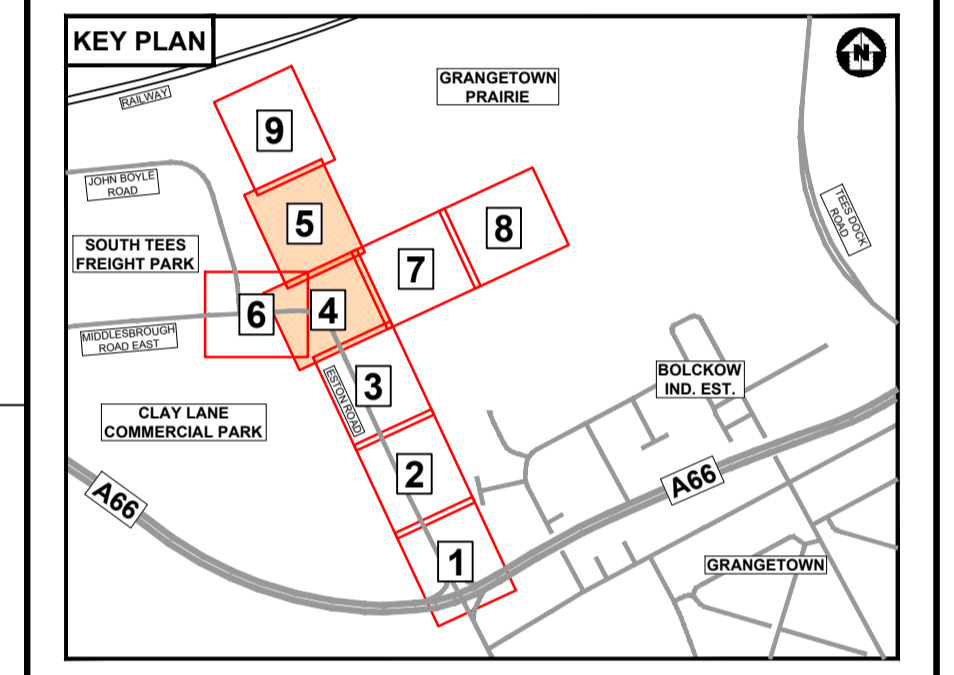 KEY PLAN
N
GRANGETOWN
PRAIRIE
RAILWAY
9
JOHN BOYLE
ROAD
TEES DOCK
ROAD
5
8
SOUTH TEES
FREIGHT PARK
7
6
4
MIDDLESBROUGH
ROAD EAST
3
ESTON ROAD
BOLCKOW
IND. EST.
CLAY LANE
COMMERCIAL PARK
2
A66
A66
1
GRANGETOWN